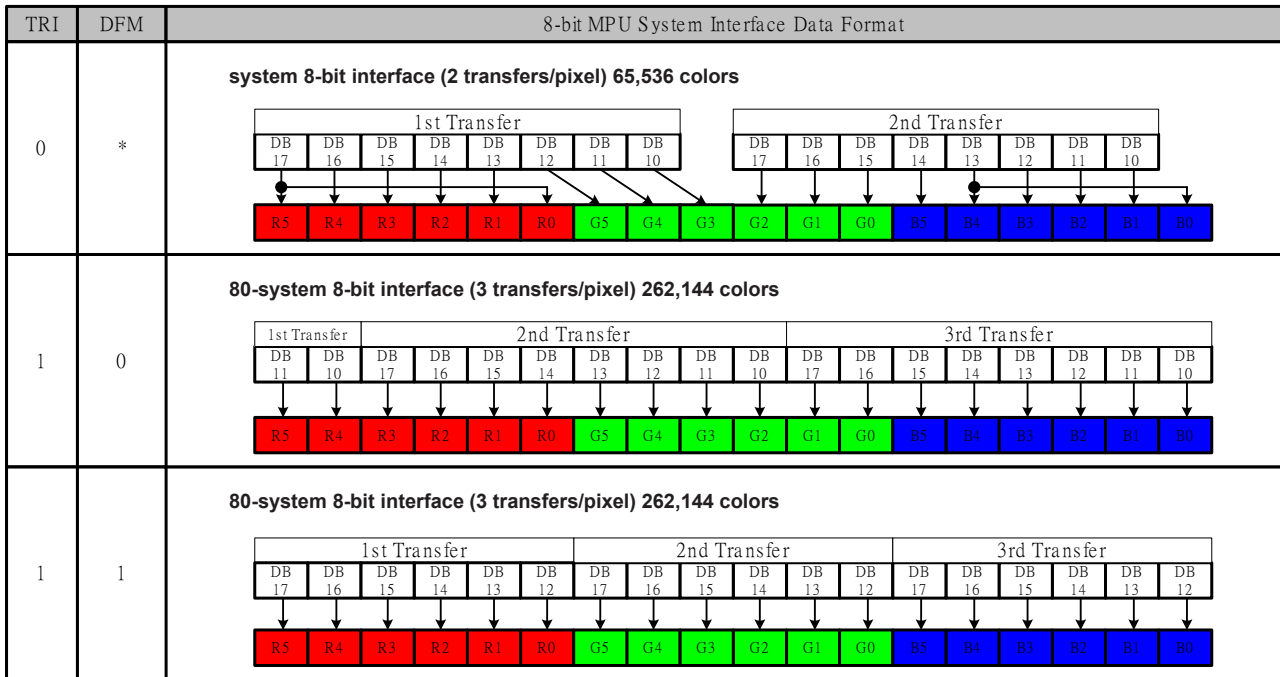 TRI DFM 8-bit MPU System Interface Data Format
system 8-bit interface (2 transfers/pixel) 65,536 colors
1st Transfer 2nd Transfer
DB DB DB DB DB DB DB DB DB DB DB DB DB DB DB DB
17 16 15 14 13 12 11 10 17 16 15 14 13 12 11 10
0 *
R5 R4 R3 R2 R1 R0 G5 G4 G3 G2 G1 G0 B5 B4 B3 B2 B1 B0
80-system 8-bit interface (3 transfers/pixel) 262,144 colors
1st Transfer 2nd Transfer 3rd Transfer
DB DB DB DB DB DB DB DB DB DB DB DB DB DB DB DB DB DB
11 10 17 16 15 14 13 12 11 10 17 16 15 14 13 12 11 10
1 0
R5 R4 R3 R2 R1 R0 G5 G4 G3 G2 G1 G0 B5 B4 B3 B2 B1 B0
80-system 8-bit interface (3 transfers/pixel) 262,144 colors
1st Transfer 2nd Transfer 3rd Transfer
DB DB DB DB DB DB DB DB DB DB DB DB DB DB DB DB DB DB
17 16 15 14 13 12 17 16 15 14 13 12 17 16 15 14 13 12
1 1
R5 R4 R3 R2 R1 R0 G5 G4 G3 G2 G1 G0 B5 B4 B3 B2 B1 B0